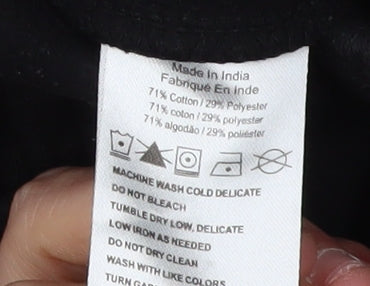 Made In India
Fabriqué En Inde
71% Cotton / 29% Polyester
71% coton / 29% polyester
71% algodão / 29% poliéster
MACHINE WASH COLD DELICATE
DO NOT BLEACH
TUMBLE DRY LOW, DELICATE
LOW IRON AS NEEDED
DO NOT DRY CLEAN
WASH WITH LIKE COLORS
TURN